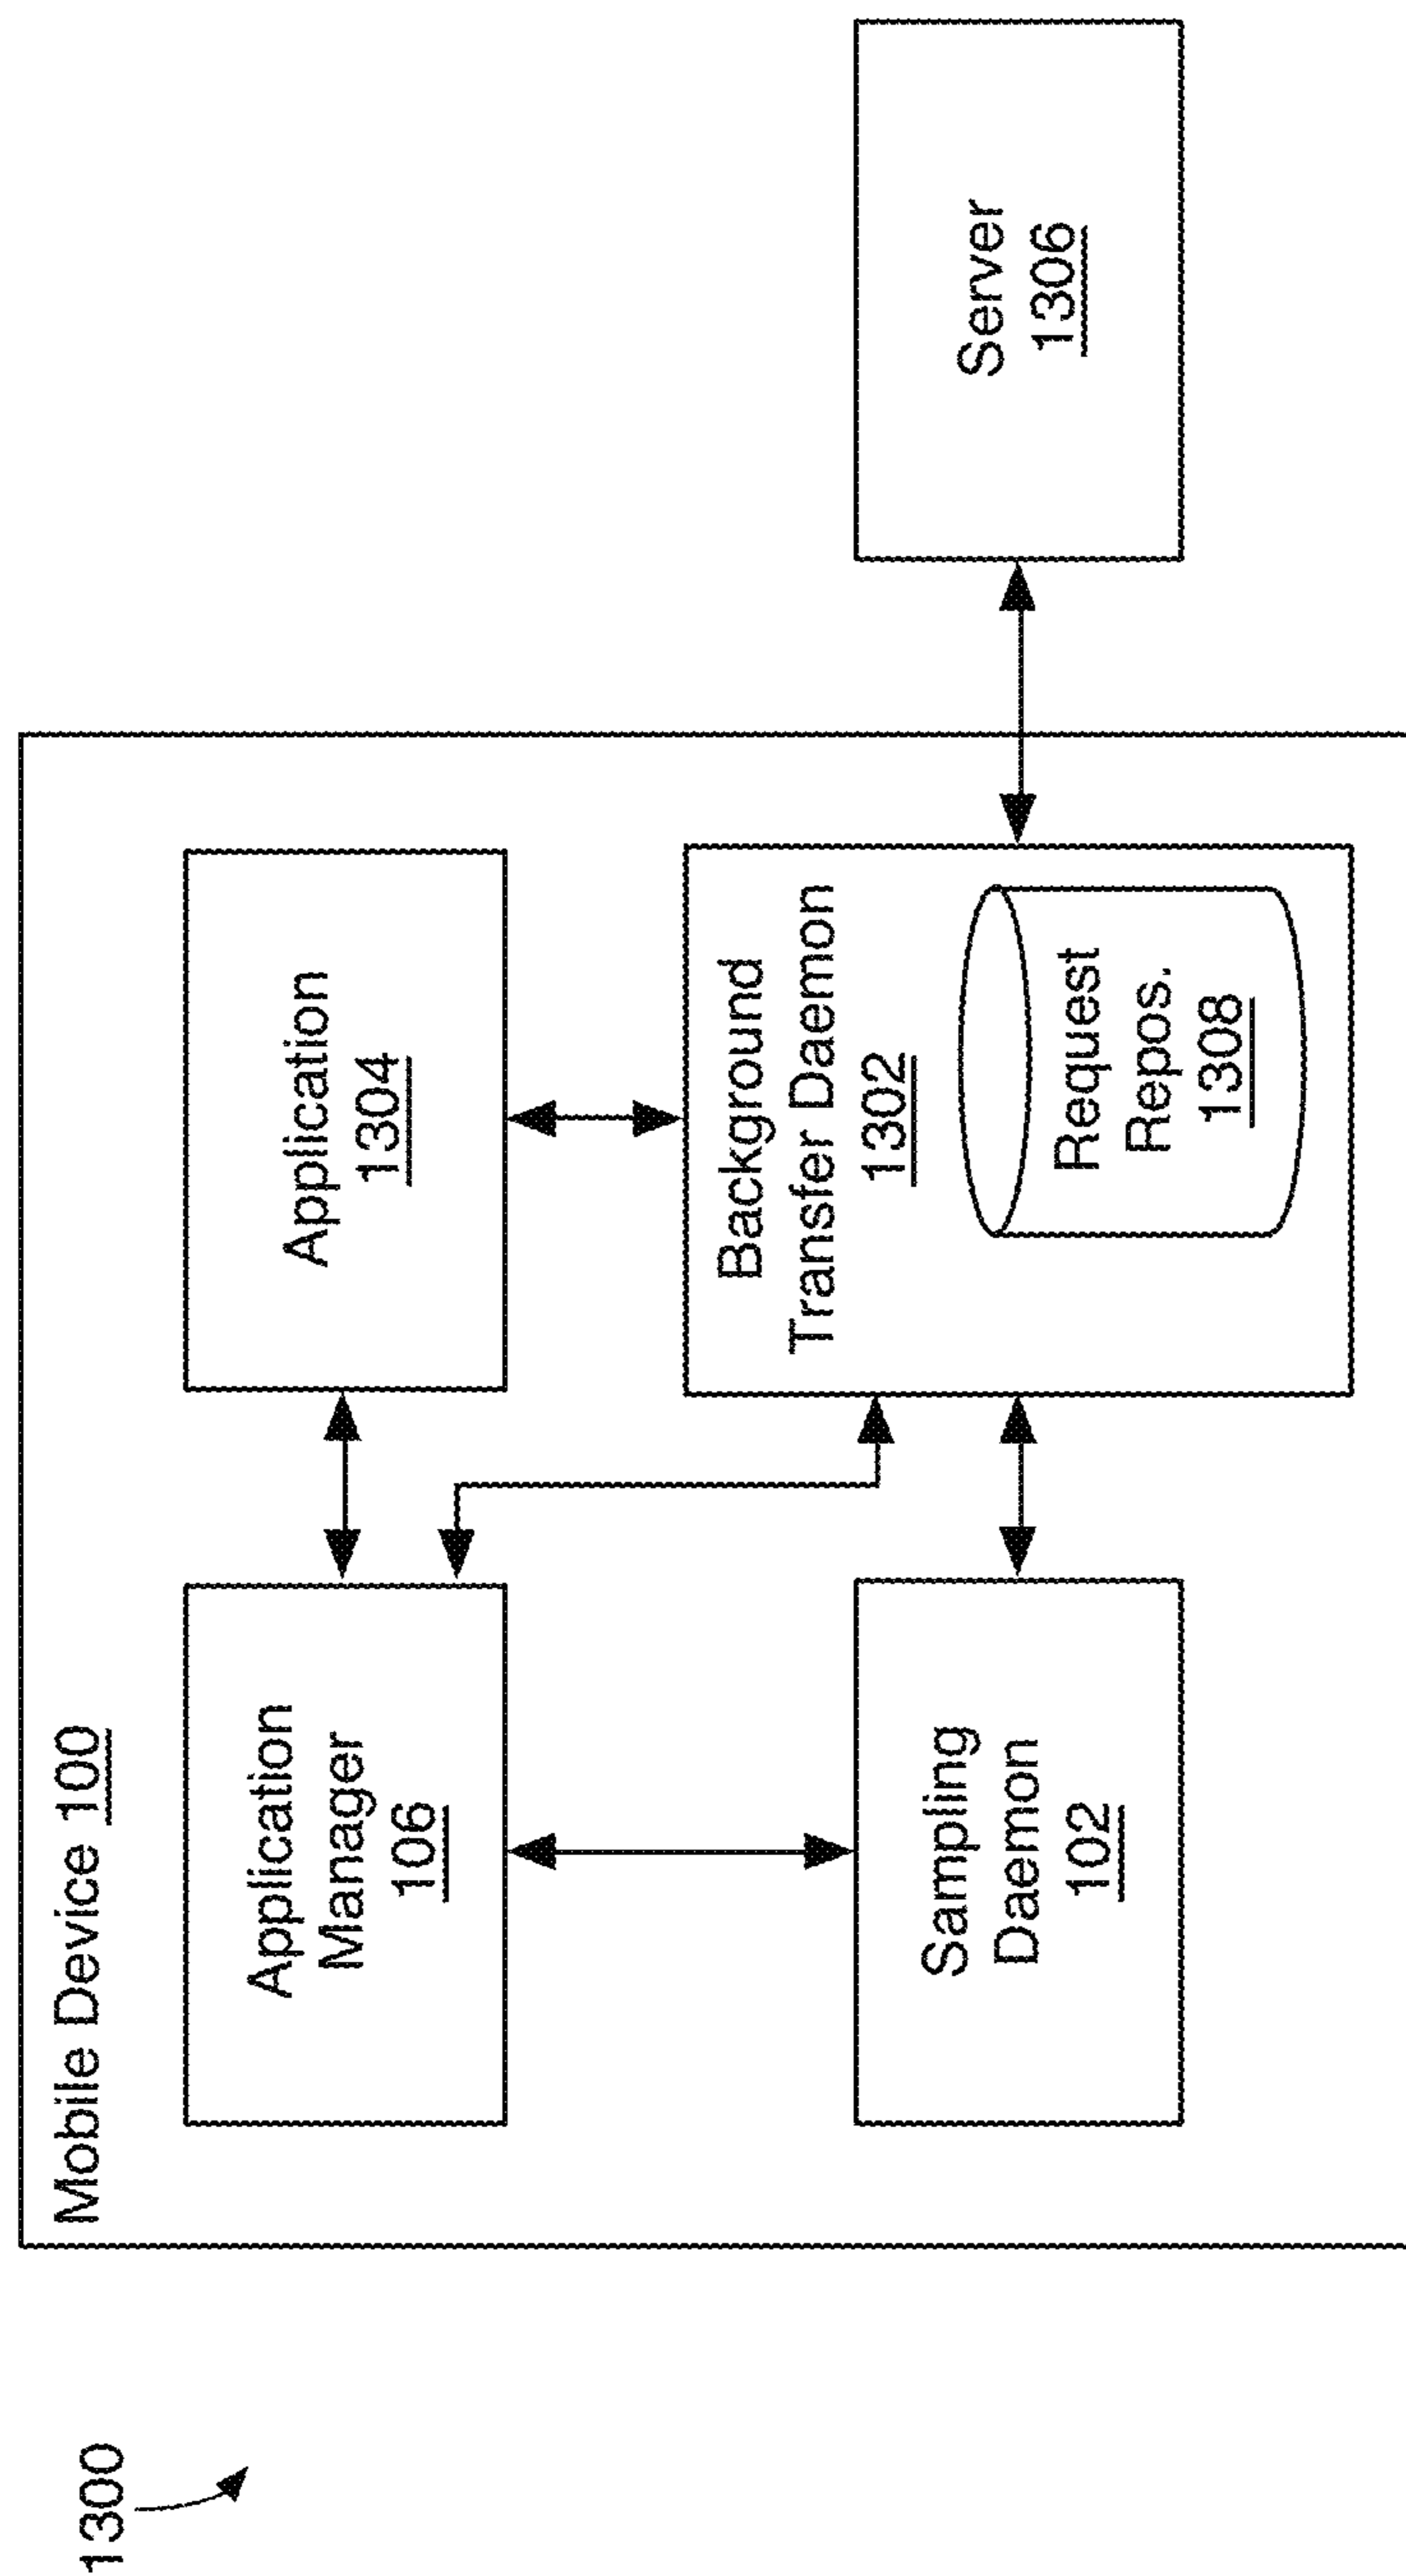 1300
Mobile Device 100
Application
Manager
106
Application
1304
Sampling
Daemon
102
Background
Transfer Daemon
1302
Request
Repos.
1308
Server
1306